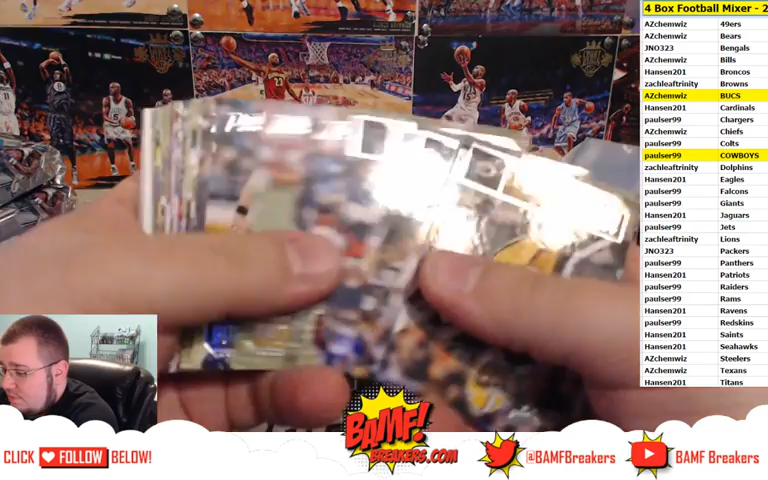 4 Box Football Mixer - 2
AZchemwiz 49ers
AZchemwiz Bears
JNO323 Bengals
AZchemwiz Bills
Hansen201 Broncos
zachleaftrinity Browns
AZchemwiz BUCS
Hansen201 Cardinals
paulser99 Chargers
AZchemwiz Chiefs
paulser99 Colts
paulser99 COWBOYS
zachleaftrinity Dolphins
Hansen201 Eagles
paulser99 Falcons
paulser99 Giants
Hansen201 Jaguars
paulser99 Jets
zachleaftrinity Lions
JNO323 Packers
paulser99 Panthers
Hansen201 Patriots
paulser99 Raiders
paulser99 Rams
Hansen201 Ravens
paulser99 Redskins
Hansen201 Saints
Hansen201 Seahawks
AZchemwiz Steelers
AZchemwiz Texans
Hansen201 Titans
CLICK FOLLOW BELOW!
BAMF!
BREAKERS.COM
@BAMFBreakers
BAMF Breakers